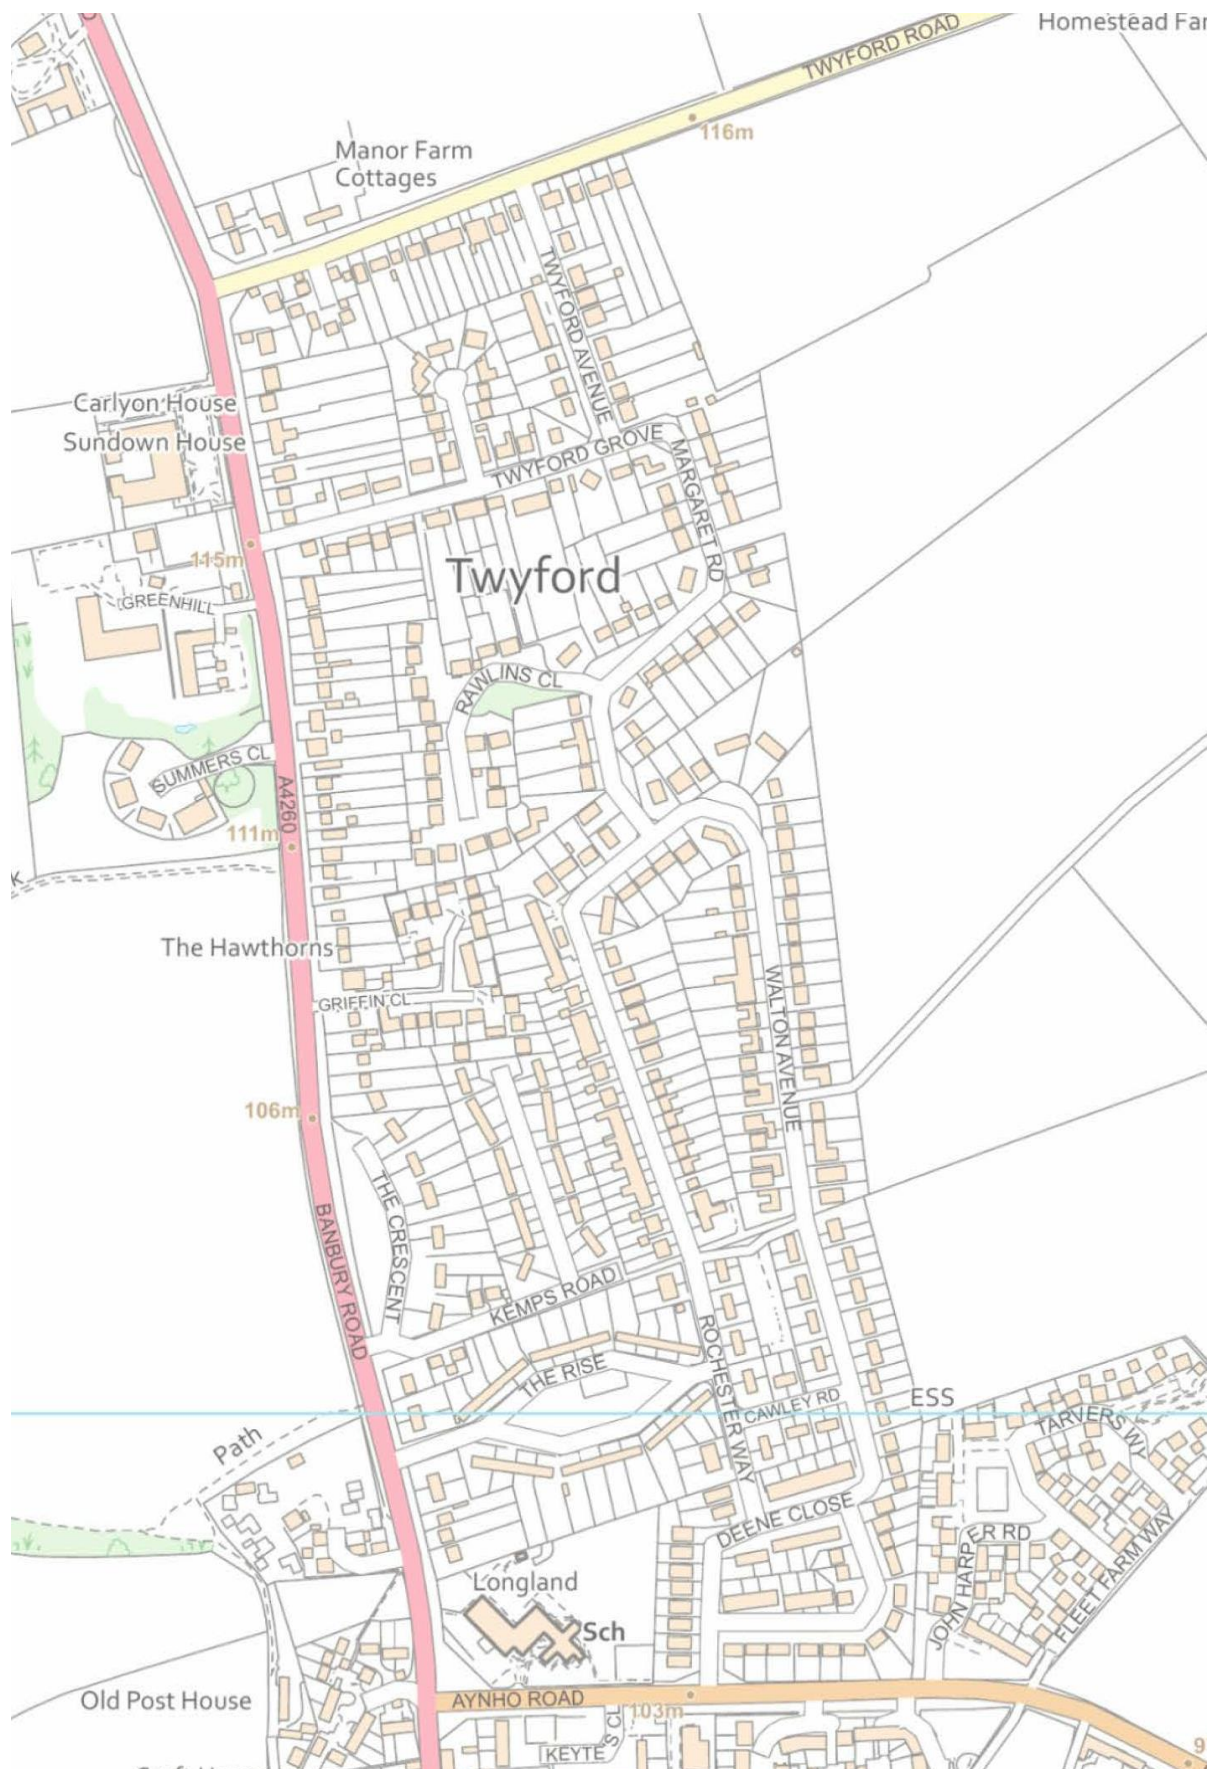 Homestead Far
TWYFORD ROAD
116m
Manor Farm
Cottages
TWYFORD AVENUE
Carlyon House
Sundown House
TWYFORD GROVE
MARGARET RD
115m
Twyford
GREENHILL
RAWLINS CL
SUMMERS CL
A4260
111m
K
The Hawthorns
GRIFFIN CL
WALTON AVENUE
106m
THE CRESCENT
BANBURY ROAD
KEMPS ROAD
THE RISE
ROCHESTER WAY
CAWLEY RD
ESS
TARVERS WY
Path
DEENE CLOSE
JOHN HARPER RD
FLEET FARM WAY
Longland
Sch
Old Post House
AYNHO ROAD
103m
KEYTE
S CL
9